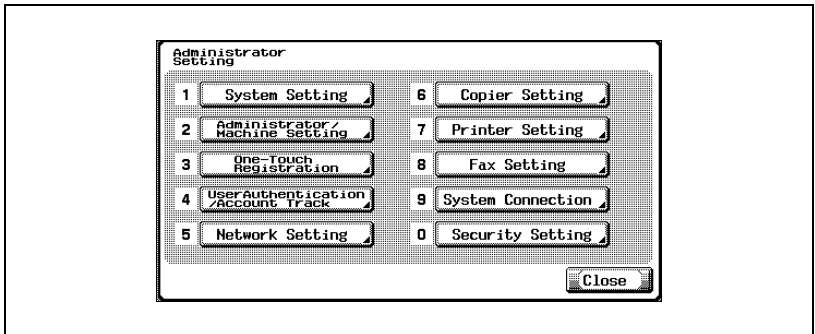 Administrator
Setting
1 System Setting
2 Administrator/
Machine Setting
3 One-Touch
Registration
4 UserAuthentication
/Account Track
5 Network Setting
6 Copier Setting
7 Printer Setting
8 Fax Setting
9 System Connection
0 Security Setting
Close